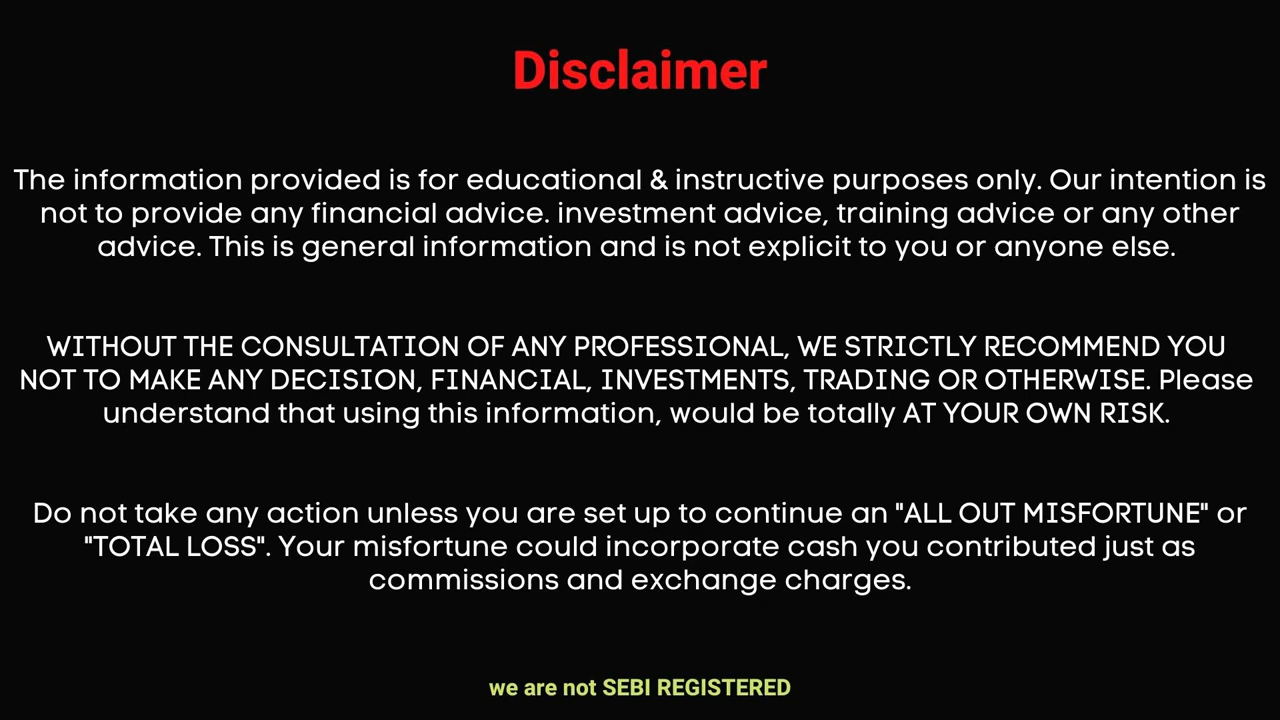 Disclaimer
The information provided is for educational & instructive purposes only. Our intention is
not to provide any financial advice. investment advice, training advice or any other
advice. This is general information and is not explicit to you or anyone else.
WITHOUT THE CONSULTATION OF ANY PROFESSIONAL, WE STRICTLY RECOMMEND YOU
NOT TO MAKE ANY DECISION, FINANCIAL, INVESTMENTS, TRADING OR OTHERWISE. Please
understand that using this information, would be totally AT YOUR OWN RISK.
Do not take any action unless you are set up to continue an "ALL OUT MISFORTUNE" or
"TOTAL LOSS". Your misfortune could incorporate cash you contributed just as
commissions and exchange charges.
we are not SEBI REGISTERED